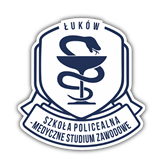 ŁUKÓW
SZKOŁA POLICEALNA
-MEDYCZNE STUDIUM ZAWODOWE